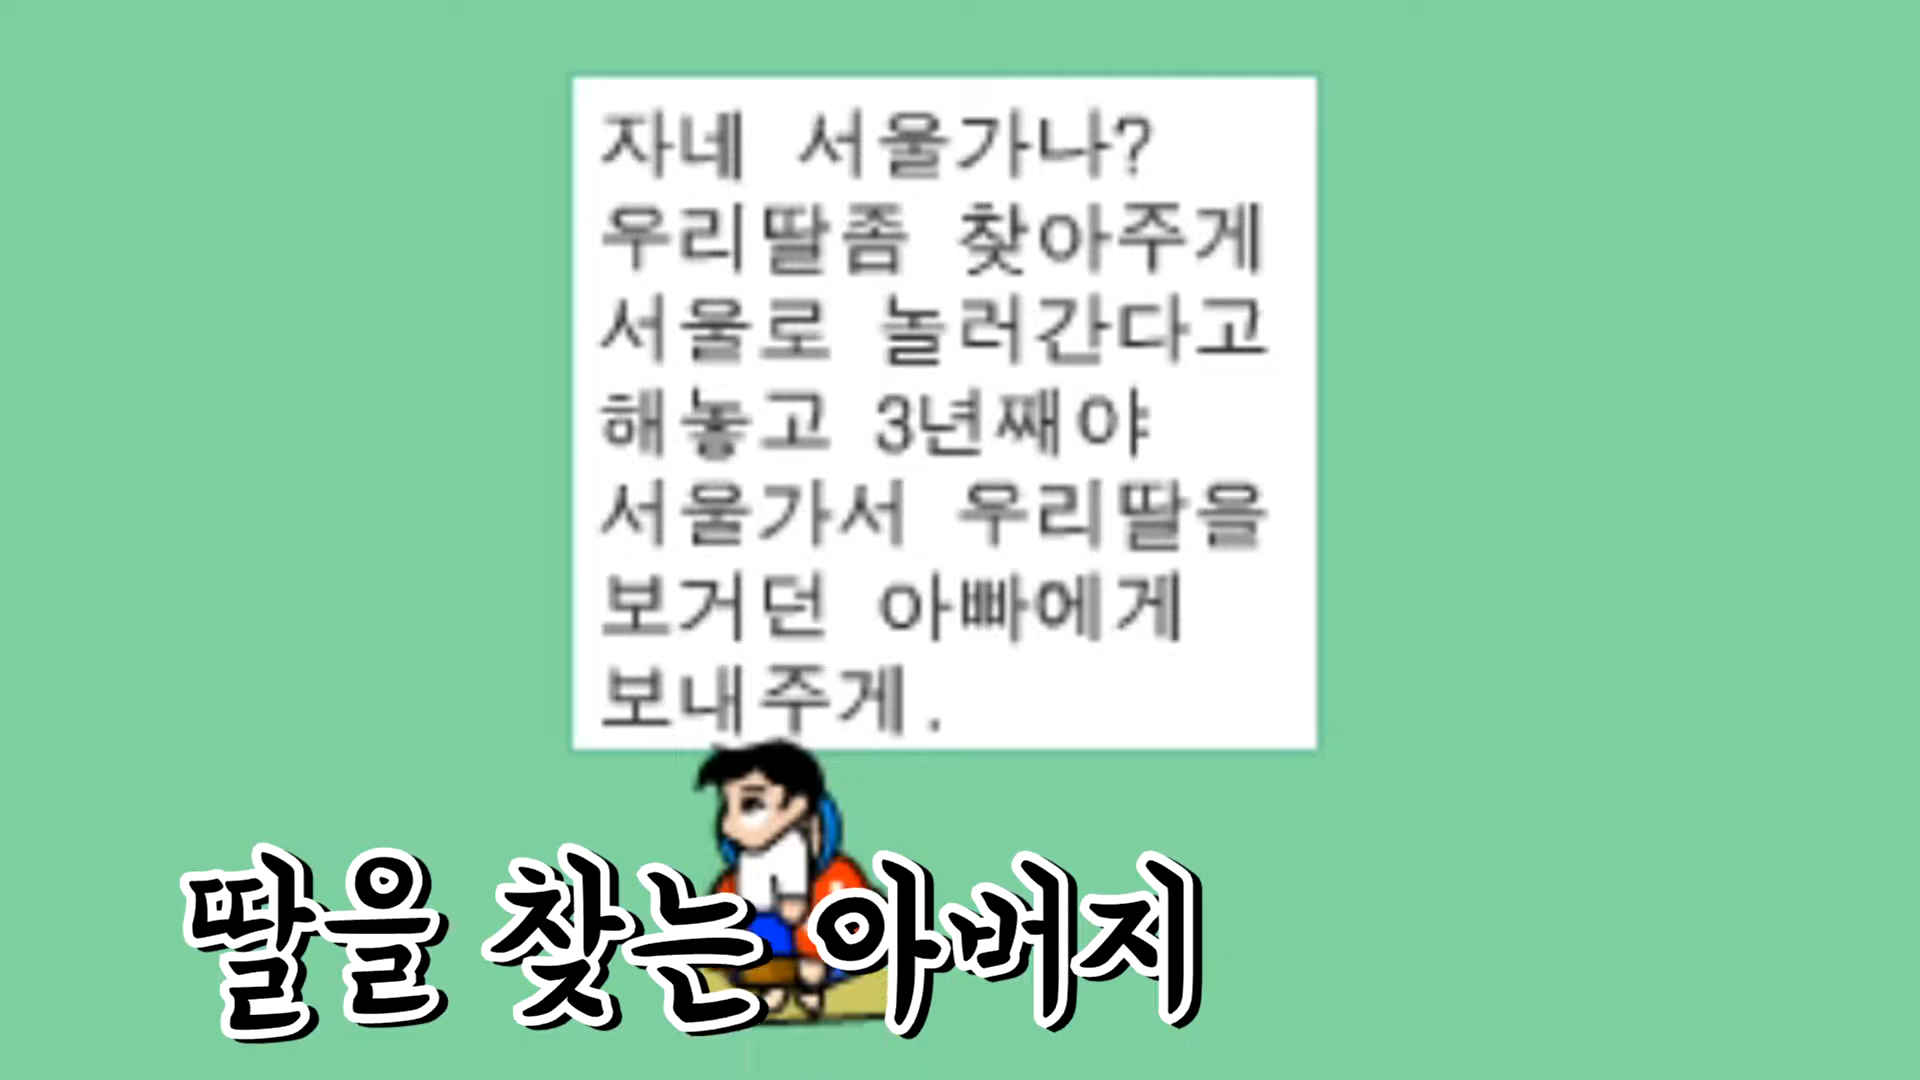 자네 서울가나?
우리딸좀 찾아주게
서울로 놀러간다고
해놓고 3년째야
서울가서 우리딸을
보거던 아빠에게
보내주게.
딸을 찾는 아버지